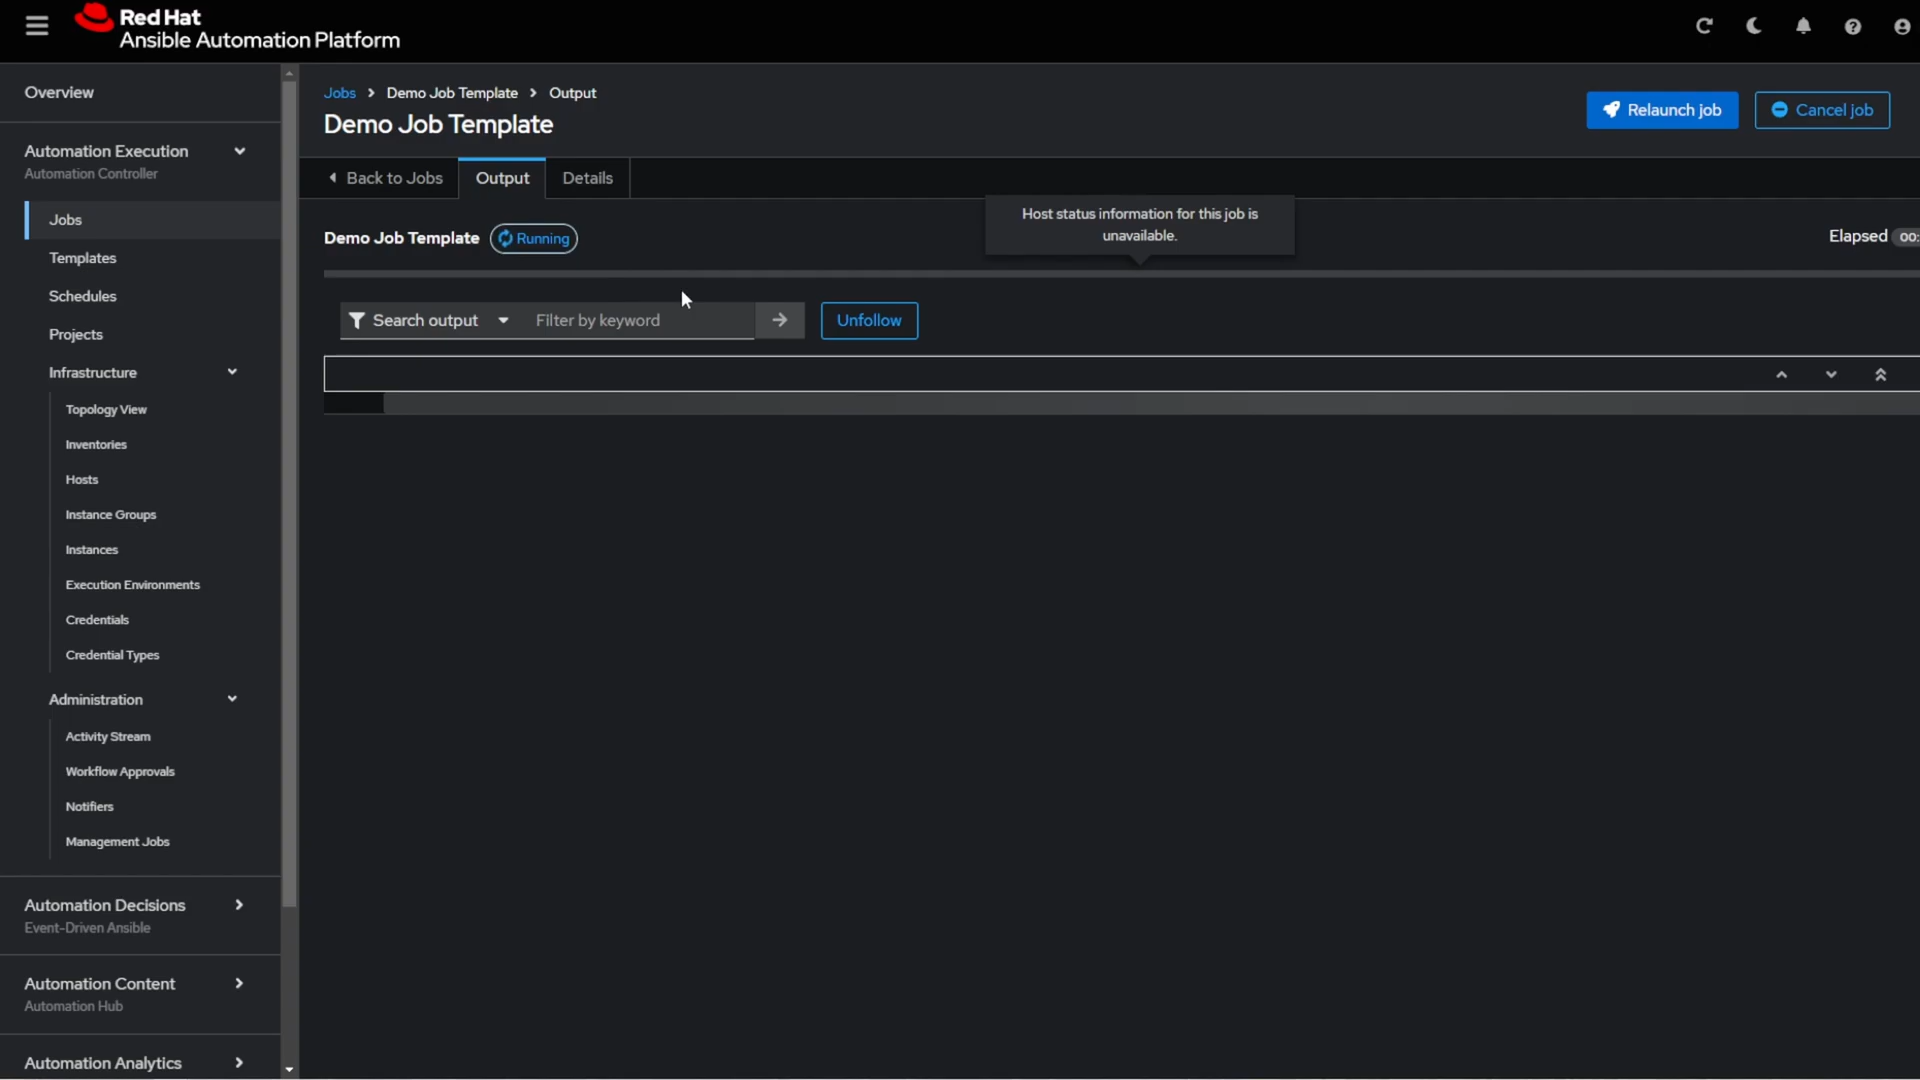 Red Hat
Ansible Automation Platform
Overview
Automation Execution
Automation Controller
Jobs
Templates
Schedules
Projects
Infrastructure
Topology View
Inventories
Hosts
Instance Groups
Instances
Execution Environments
Credentials
Credential Types
Administration
Activity Stream
Workflow Approvals
Notifiers
Management Jobs
Automation Decisions
Event-Driven Ansible
Automation Content
Automation Hub
Automation Analytics
Jobs > Demo Job Template > Output
Demo Job Template
Relaunch job
Cancel job
Back to Jobs
Output
Details
Host status information for this job is
unavailable.
Demo Job Template
Running
Elapsed 00:
Search output
Filter by keyword
Unfollow